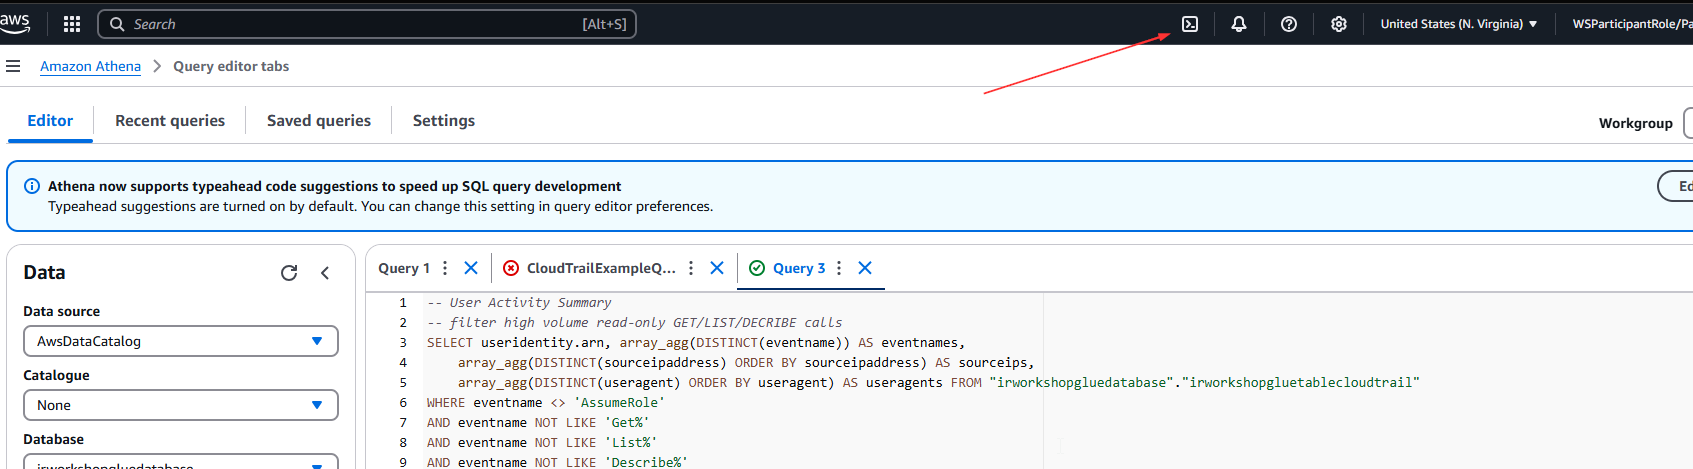 aws
Search
[Alt+S]
United States (N. Virginia)
WSParticipantRole/Pa
Amazon Athena > Query editor tabs
Editor
Recent queries
Saved queries
Settings
Workgroup
Athena now supports typeahead code suggestions to speed up SQL query development
Typeahead suggestions are turned on by default. You can change this setting in query editor preferences.
Ed
Data
Data source
AwsDataCatalog
Catalogue
None
Database
irworkshopgluedatabase
Query 1
CloudTrailExampleQ...
Query 3
1 -- User Activity Summary
2 -- filter high volume read-only GET/LIST/DECRIBE calls
3 SELECT useridentity.arn, array_agg(DISTINCT(eventname)) AS eventnames,
4 array_agg(DISTINCT(sourceipaddress) ORDER BY sourceipaddress) AS sourceips,
5 array_agg(DISTINCT(useragent) ORDER BY useragent) AS useragents FROM "irworkshopgluedatabase"."irworkshopgluetablecloudtrail"
6 WHERE eventname <> 'AssumeRole'
7 AND eventname NOT LIKE 'Get%'
8 AND eventname NOT LIKE 'List%'
9 AND eventname NOT LIKE 'Describe%'